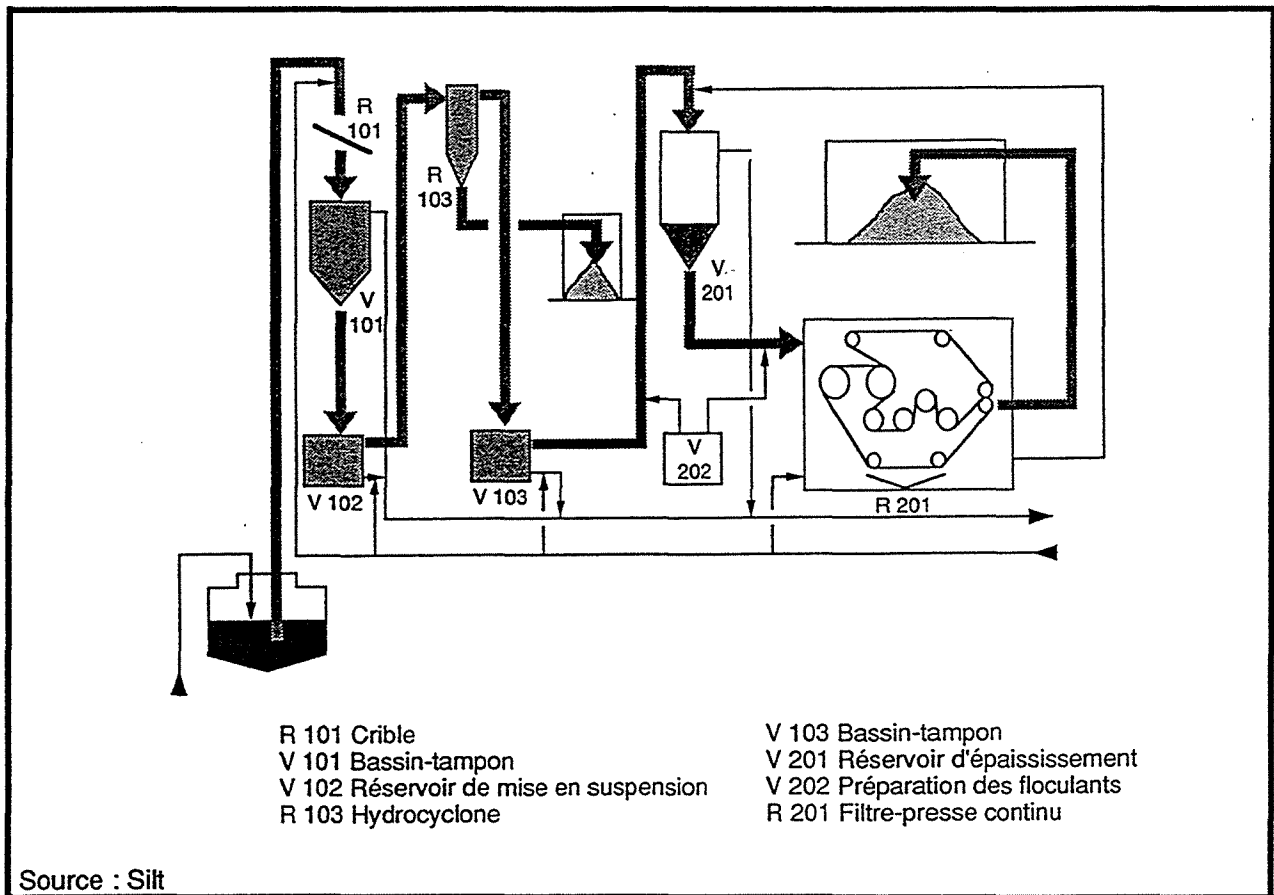 R
101
R
103
V
101
V 102
V 103
V
201
V
202
R 201
R 101 Crible
V 101 Bassin-tampon
V 102 Réservoir de mise en suspension
R 103 Hydrocyclone
V 103 Bassin-tampon
V 201 Réservoir d'épaississement
V 202 Préparation des floculants
R 201 Filtre-presse continu
Source : Silt